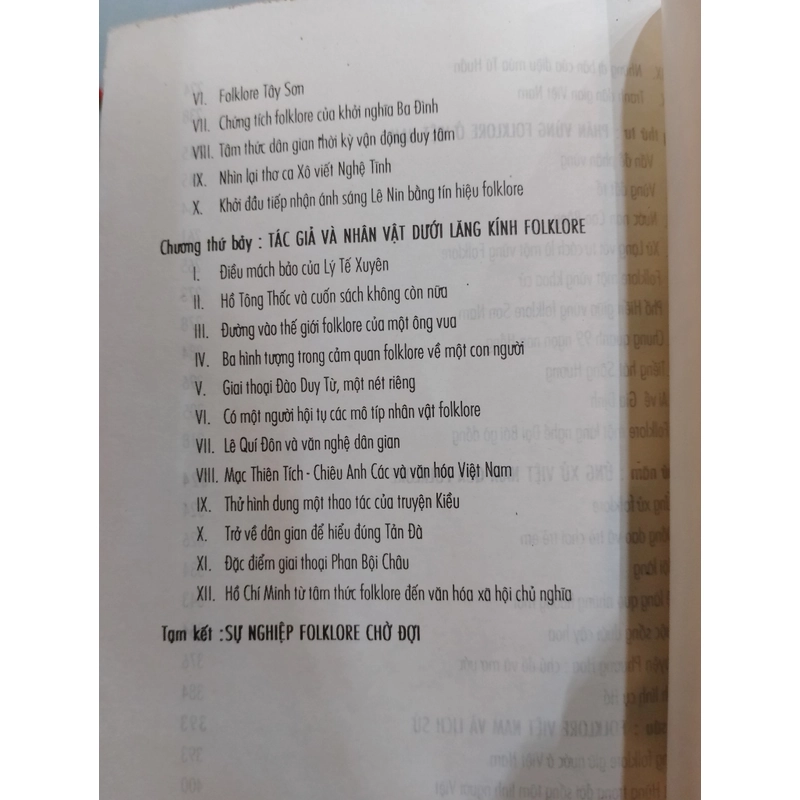 VI. Folklore Tây Sơn
VII. Chứng tích folklore của khởi nghĩa Ba Đình
VIII. Tâm thức dân gian thời kỳ vận động duy tâm
IX. Nhìn lại thơ ca Xô viết Nghệ Tĩnh
X. Khởi đầu tiếp nhận ánh sáng Lê Nin bằng tín hiệu folklore
Chương thứ bảy : TÁC GIẢ VÀ NHÂN VẬT DƯỚI LĂNG KÍNH FOLKLORE
I. Điều mách bảo của Lý Tế Xuyên
II. Hồ Tông Thốc và cuốn sách không còn nữa
III. Đường vào thế giới folklore của một ông vua
IV. Ba hình tượng trong cảm quan folklore về một con người
V. Giai thoại Đào Duy Từ, một nét riêng
VI. Có một người hội tụ các mô típ nhân vật folklore
VII. Lê Quí Đôn và văn nghệ dân gian
VIII. Mạc Thiên Tích - Chiêu Anh Các và văn hóa Việt Nam
IX. Thử hình dung một thao tác của truyện Kiều
X. Trở về dân gian để hiểu đúng Tản Đà
XI. Đặc điểm giai thoại Phan Bội Châu
XII. Hồ Chí Minh từ tâm thức folklore đến văn hóa xã hội chủ nghĩa
Tạm kết : SỰ NGHIỆP FOLKLORE CHỜ ĐỢI